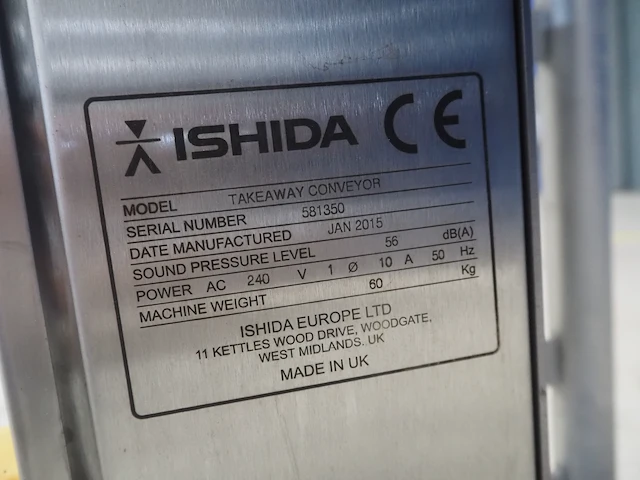 ISHIDA CE
MODEL TAKEAWAY CONVEYOR
SERIAL NUMBER 581350
DATE MANUFACTURED JAN 2015
SOUND PRESSURE LEVEL 56 dB(A)
POWER AC 240 V 1 Ø 10 A 50 Hz
MACHINE WEIGHT 60 Kg
ISHIDA EUROPE LTD
11 KETTLES WOOD DRIVE, WOODGATE,
WEST MIDLANDS. UK
MADE IN UK